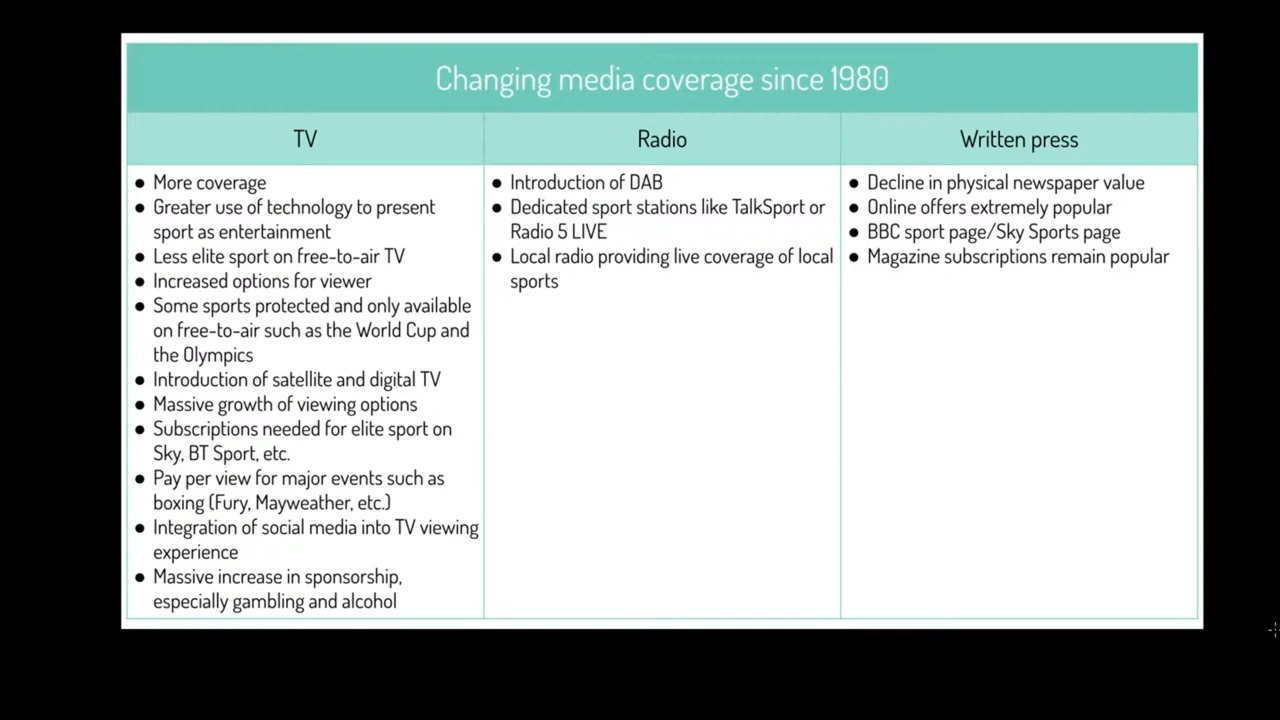 Changing media coverage since 1980
TV
● More coverage
● Greater use of technology to present
sport as entertainment
● Less elite sport on free-to-air TV
● Increased options for viewer
● Some sports protected and only available
on free-to-air such as the World Cup and
the Olympics
● Introduction of satellite and digital TV
● Massive growth of viewing options
● Subscriptions needed for elite sport on
Sky, BT Sport, etc.
● Pay per view for major events such as
boxing (Fury, Mayweather, etc.)
● Integration of social media into TV viewing
experience
● Massive increase in sponsorship,
especially gambling and alcohol
Radio
● Introduction of DAB
● Dedicated sport stations like TalkSport or
Radio 5 LIVE
● Local radio providing live coverage of local
sports
Written press
● Decline in physical newspaper value
● Online offers extremely popular
● BBC sport page/Sky Sports page
● Magazine subscriptions remain popular